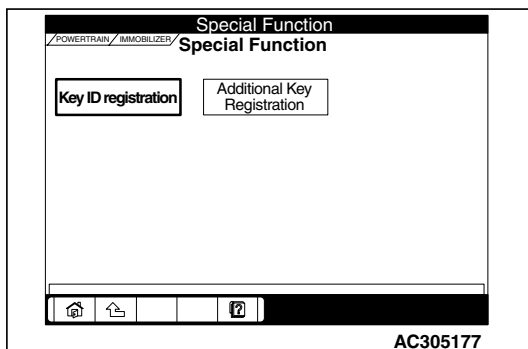 Special Function
POWERTRAIN IMMOBILIZER Special Function
Key ID registration
Additional Key
Registration
?
AC305177